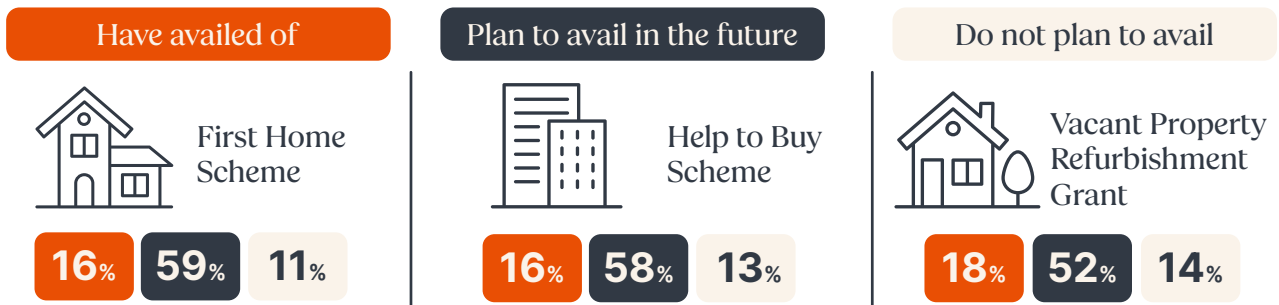 Have availed of
Plan to avail in the future
Do not plan to avail
First Home
Scheme
16% 59% 11%
Help to Buy
Scheme
16% 58% 13%
Vacant Property
Refurbishment
Grant
18% 52% 14%